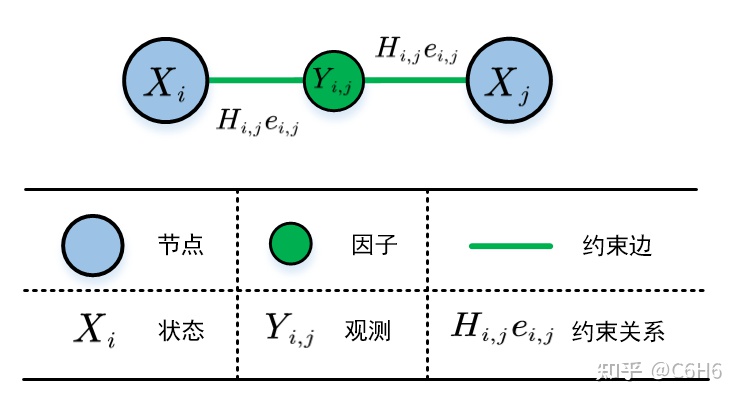 H_{i,j}e_{i,j}
X_i Y_{i,j} X_j
H_{i,j}e_{i,j}
节点 因子 约束边
X_i 状态 Y_{i,j} 观测 H_{i,j}e_{i,j} 约束关系
知乎 @C6H6